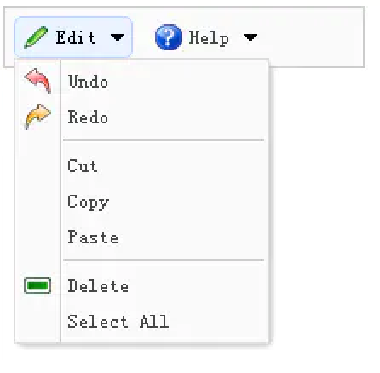 Edit Help
Undo
Redo
Cut
Copy
Paste
Delete
Select All